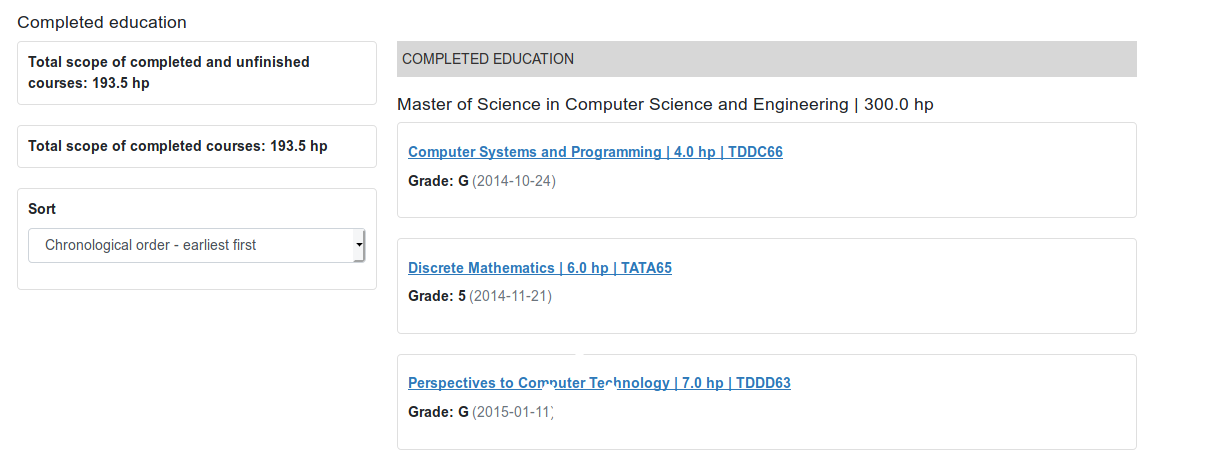 Completed education
Total scope of completed and unfinished
courses: 193.5 hp
Total scope of completed courses: 193.5 hp
Sort
Chronological order - earliest first
COMPLETED EDUCATION
Master of Science in Computer Science and Engineering | 300.0 hp
Computer Systems and Programming | 4.0 hp | TDDC66
Grade: G (2014-10-24)
Discrete Mathematics | 6.0 hp | TATA65
Grade: 5 (2014-11-21)
Perspectives to Computer Technology | 7.0 hp | TDDD63
Grade: G (2015-01-11)